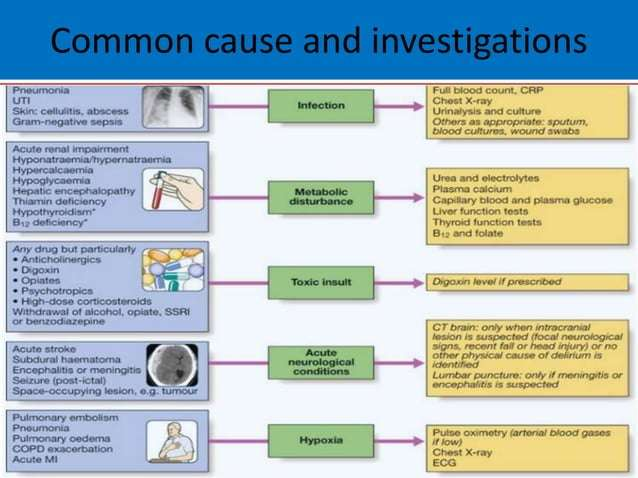 Common cause and investigations
Pneumonia
UTI
Skin: cellulitis, abscess
Gram-negative sepsis
Infection
Full blood count, CRP
Chest X-ray
Urinalysis and culture
Others as appropriate: sputum,
blood cultures, wound swabs
Acute renal impairment
Hyponatraemia/hypernatraemia
Hypercalcaemia
Hypoglycaemia
Hepatic encephalopathy
Thiamin deficiency
Hypothyroidism*
B12 deficiency*
Metabolic
disturbance
Urea and electrolytes
Plasma calcium
Capillary blood and plasma glucose
Liver function tests
Thyroid function tests
B12 and folate
Any drug but particularly
• Anticholinergics
• Digoxin
• Opiates
• Psychotropics
• High-dose corticosteroids
Withdrawal of alcohol, opiate, SSRI
or benzodiazepine
Toxic insult
Digoxin level if prescribed
Acute stroke
Subdural haematoma
Encephalitis or meningitis
Seizure (post-ictal)
Space-occupying lesion, e.g. tumour
Acute
neurological
conditions
CT brain: only when intracranial
lesion is suspected (focal neurological
signs, recent fall or head injury) or no
other physical cause of delirium is
identified
Lumbar puncture: only if meningitis or
encephalitis is suspected
Pulmonary embolism
Pneumonia
Pulmonary oedema
COPD exacerbation
Acute MI
Hypoxia
Pulse oximetry (arterial blood gases
if low)
Chest X-ray
ECG